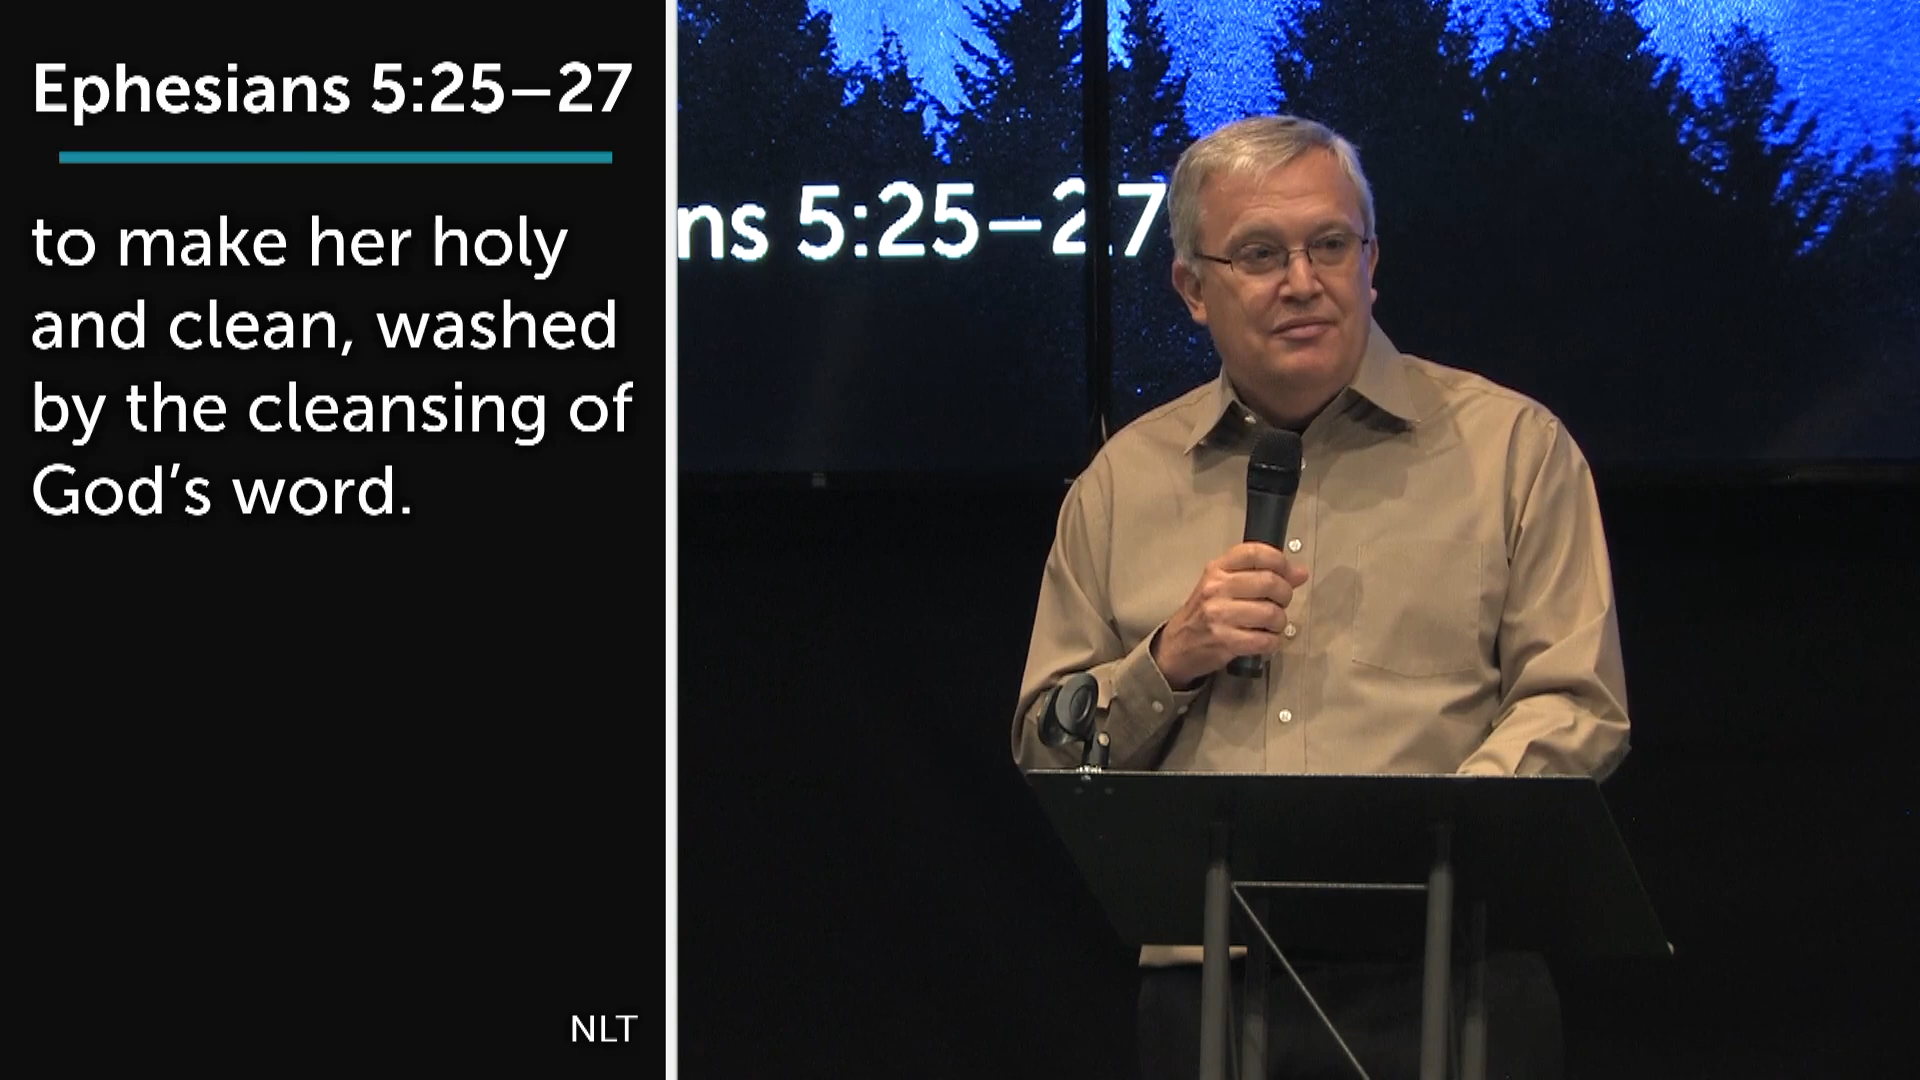 Ephesians 5:25–27
to make her holy
and clean, washed
by the cleansing of
God’s word.
NLT
ns 5:25–27